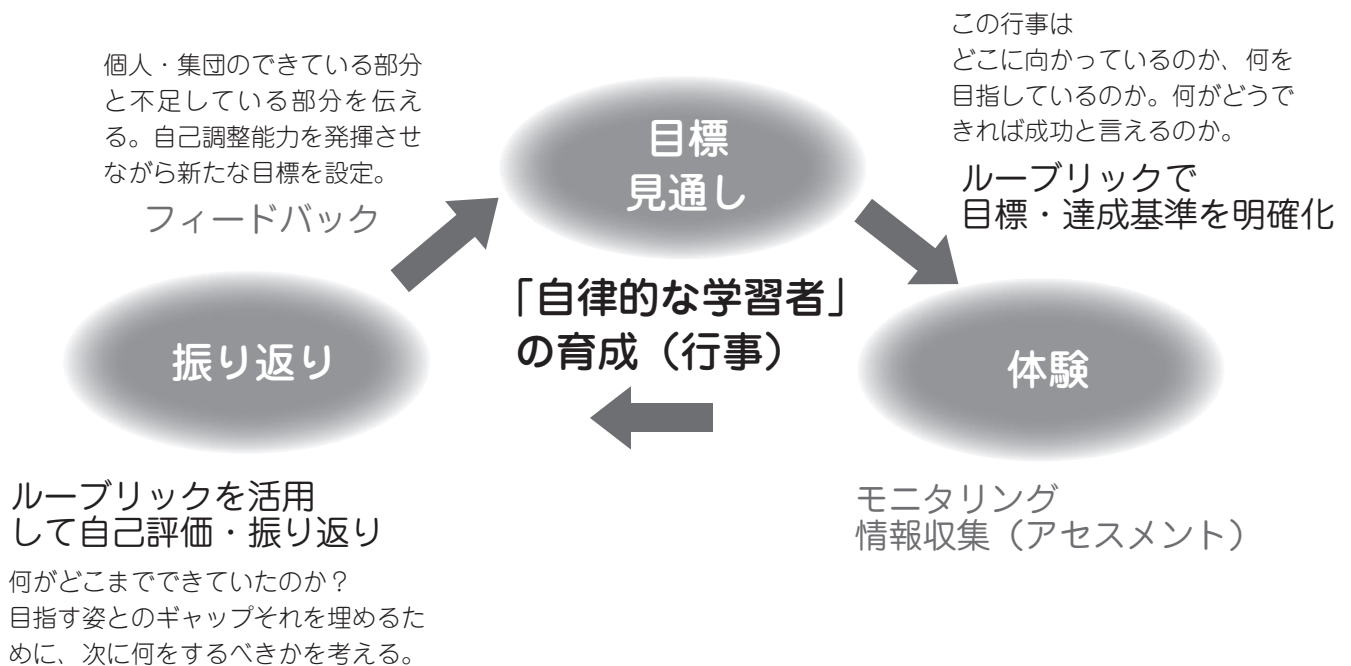 個人・集団のできている部分
と不足している部分を伝え
る。自己調整能力を発揮させ
ながら新たな目標を設定。
フィードバック
目標
見通し
この行事は
どこに向かっているのか、何を
目指しているのか。何がどうで
きれば成功と言えるのか。
ルーブリックで
目標・達成基準を明確化
「自律的な学習者」
の育成（行事）
振り返り
体験
ルーブリックを活用
して自己評価・振り返り
何がどこまでできていたのか？
目指す姿とのギャップそれを埋めるた
めに、次に何をするべきかを考える。
モニタリング
情報収集（アセスメント）